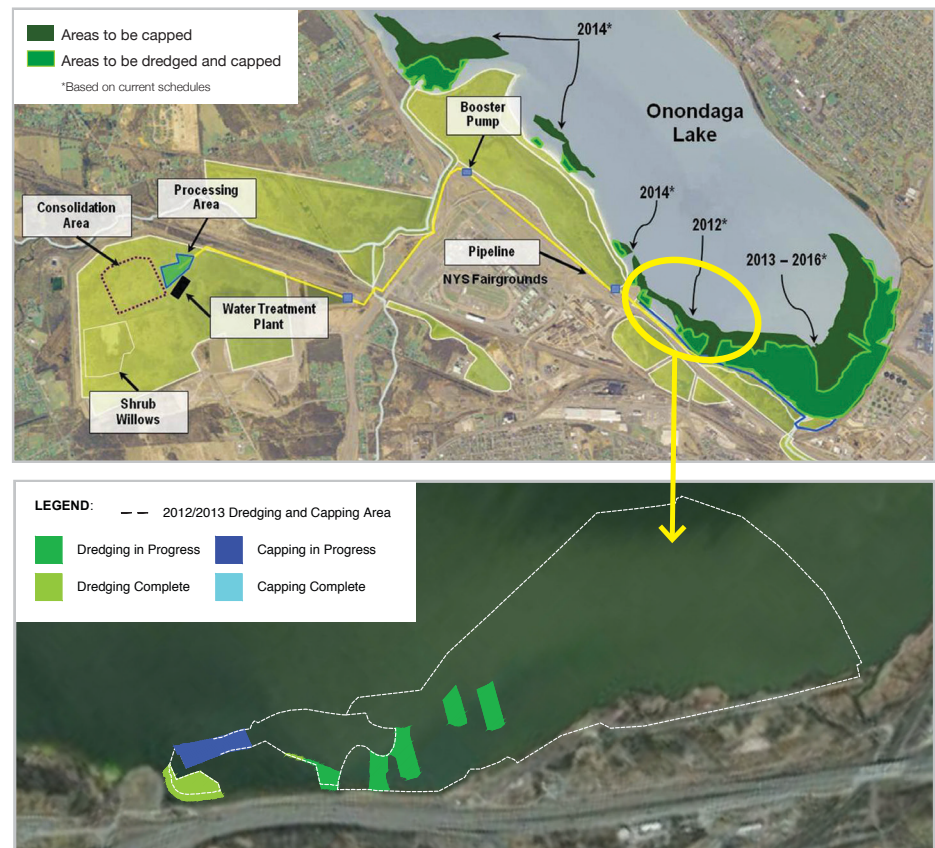 Areas to be capped
Areas to be dredged and capped
*Based on current schedules
2014*
Booster
Pump
Onondaga
Lake
Processing
Area
Consolidation
Area
2014*
2012*
Pipeline
2013 – 2016*
NYS Fairgrounds
Water Treatment
Plant
Shrub
Willows
LEGEND:
2012/2013 Dredging and Capping Area
Dredging in Progress
Capping in Progress
Dredging Complete
Capping Complete